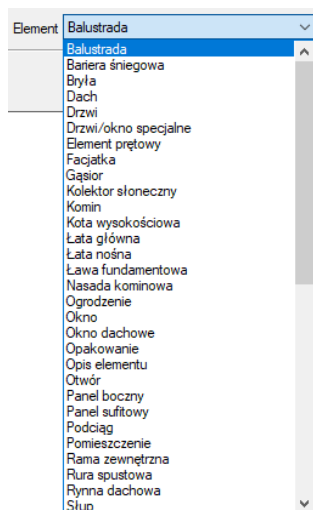 Element Balustrada
Balustrada
Bariera śniegowa
Bryła
Dach
Drzwi
Drzwi/okno specjalne
Element prętowy
Facjatka
Gąsior
Kolektor słoneczny
Komin
Kota wysokościowa
Łata główna
Łata nośna
Ława fundamentowa
Nasada kominowa
Ogrodzenie
Okno
Okno dachowe
Opakowanie
Opis elementu
Otwór
Panel boczny
Panel sufitowy
Podciąg
Pomieszczenie
Rama zewnętrzna
Rura spustowa
Rynna dachowa
Słup